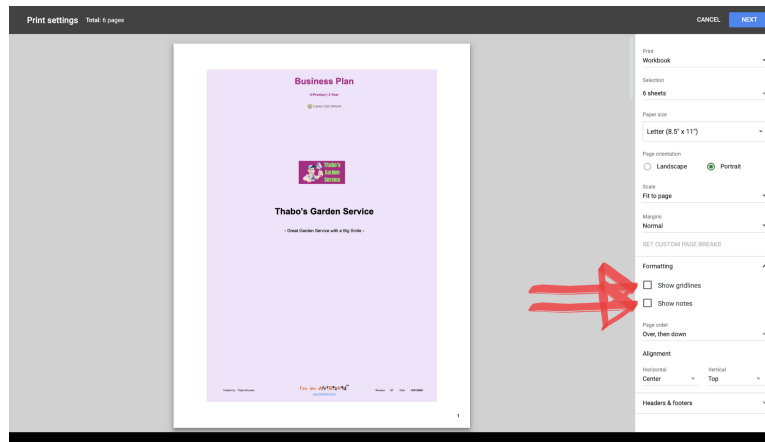 Print settings Total: 6 pages
CANCEL NEXT
Business Plan
Thabo's
Garden
Service
Thabo's Garden Service
- Great Garden Service with a Big Smile -
1
Print
Workbook
Selection
6 sheets
Paper size
Letter (8.5" x 11")
Page orientation
Landscape Portrait
Scale
Fit to page
Margins
Normal
SET CUSTOM PAGE BREAKS
Formatting
Show gridlines
Show notes
Page order
Over, then down
Alignment
Horizontal Vertical
Center Top
Headers & footers